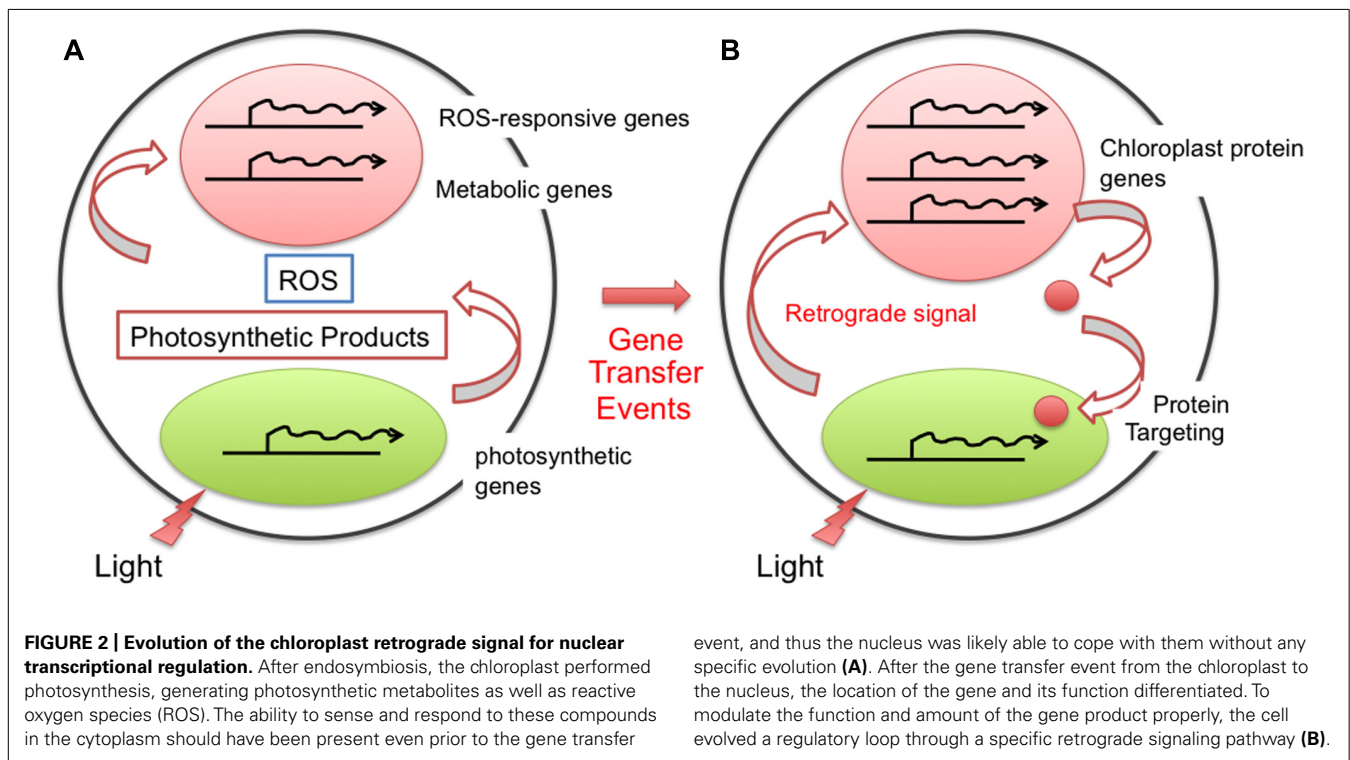 A
ROS-responsive genes
Metabolic genes
ROS
Photosynthetic Products
photosynthetic
genes
Light
Gene
Transfer
Events
B
Chloroplast protein
genes
Retrograde signal
Protein
Targeting
Light
FIGURE 2 | Evolution of the chloroplast retrograde signal for nuclear
transcriptional regulation. After endosymbiosis, the chloroplast performed
photosynthesis, generating photosynthetic metabolites as well as reactive
oxygen species (ROS). The ability to sense and respond to these compounds
in the cytoplasm should have been present even prior to the gene transfer
event, and thus the nucleus was likely able to cope with them without any
specific evolution (A). After the gene transfer event from the chloroplast to
the nucleus, the location of the gene and its function differentiated. To
modulate the function and amount of the gene product properly, the cell
evolved a regulatory loop through a specific retrograde signaling pathway (B).